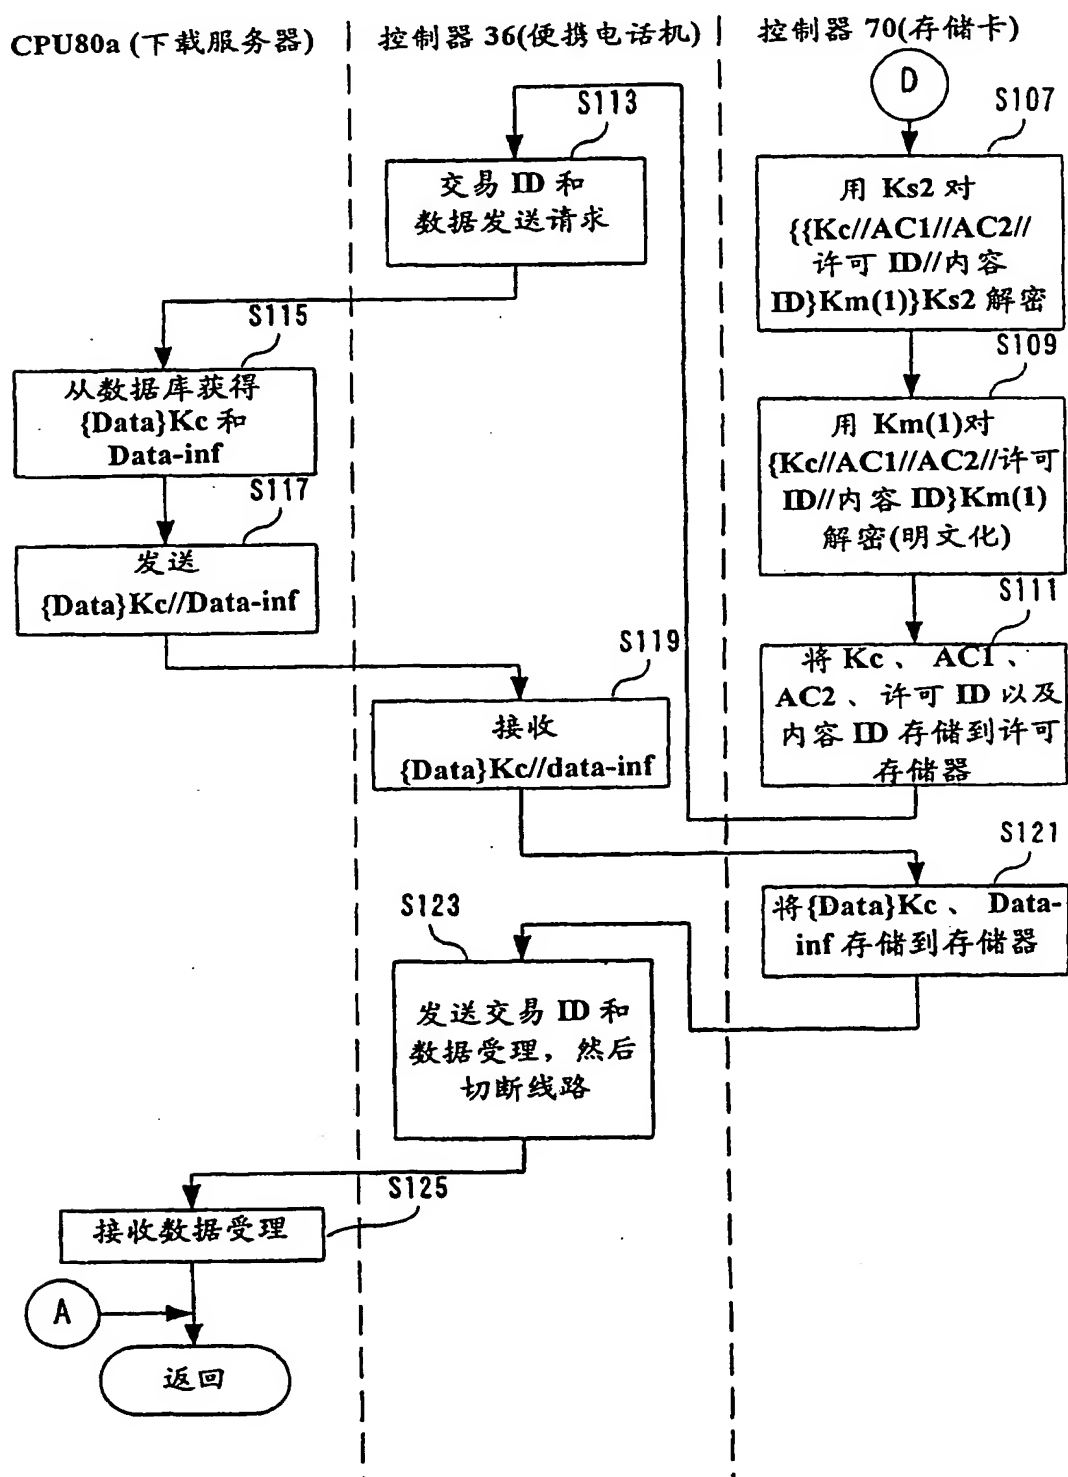 CPU80a (下载服务器)
控制器 36(便携电话机)
控制器 70(存储卡)
D
S107
用 Ks2 对
{{Kc//AC1//AC2//
许可 ID//内容
ID}Km(1)}Ks2 解密
S109
用 Km(1)对
{Kc//AC1//AC2//许可
ID//内容 ID}Km(1)
解密(明文化)
S111
将 Kc 、 AC1 、
AC2 、许可 ID 以及
内容 ID 存储到许可
存储器
S113
交易 ID 和
数据发送请求
S115
从数据库获得
{Data}Kc 和
Data-inf
S117
发送
{Data}Kc//Data-inf
S119
接收
{Data}Kc//data-inf
S121
将{Data}Kc 、 Data-
inf 存储到存储器
S123
发送交易 ID 和
数据受理，然后
切断线路
S125
接收数据受理
A
返回